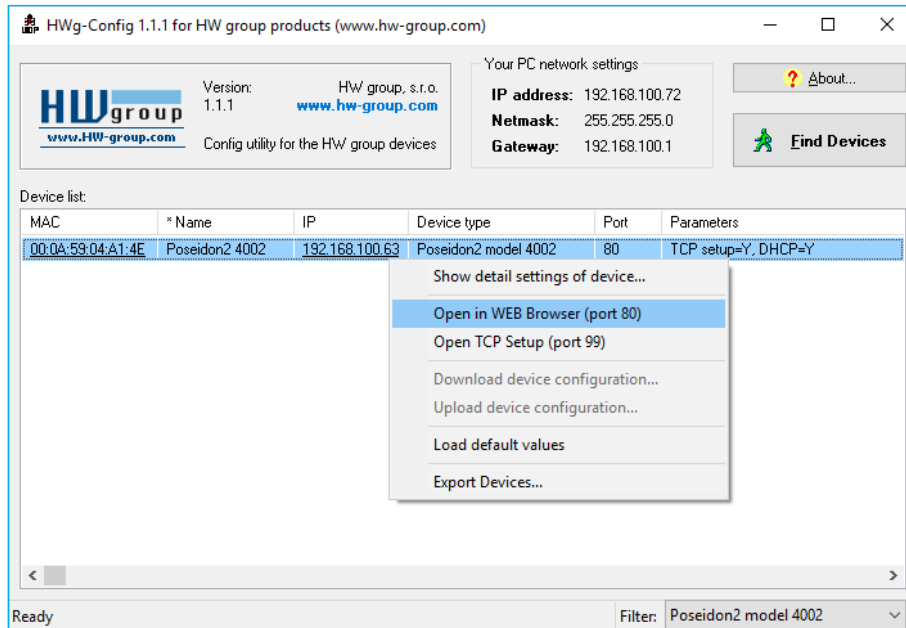 HWg-Config 1.1.1 for HW group products (www.hw-group.com)
HW group
www.HW-group.com
Version: HW group, s.r.o.
1.1.1 www.hw-group.com
Config utility for the HW group devices
Your PC network settings
IP address: 192.168.100.72
Netmask: 255.255.255.0
Gateway: 192.168.100.1
? About...
Find Devices
Device list:
MAC * Name IP Device type Port Parameters
00:0A:59:04:A1:4E Poseidon2 4002 192.168.100.63 Poseidon2 model 4002 80 TCP setup=Y, DHCP=Y
Show detail settings of device...
Open in WEB Browser (port 80)
Open TCP Setup (port 99)
Download device configuration...
Upload device configuration...
Load default values
Export Devices...
Ready Filter: Poseidon2 model 4002